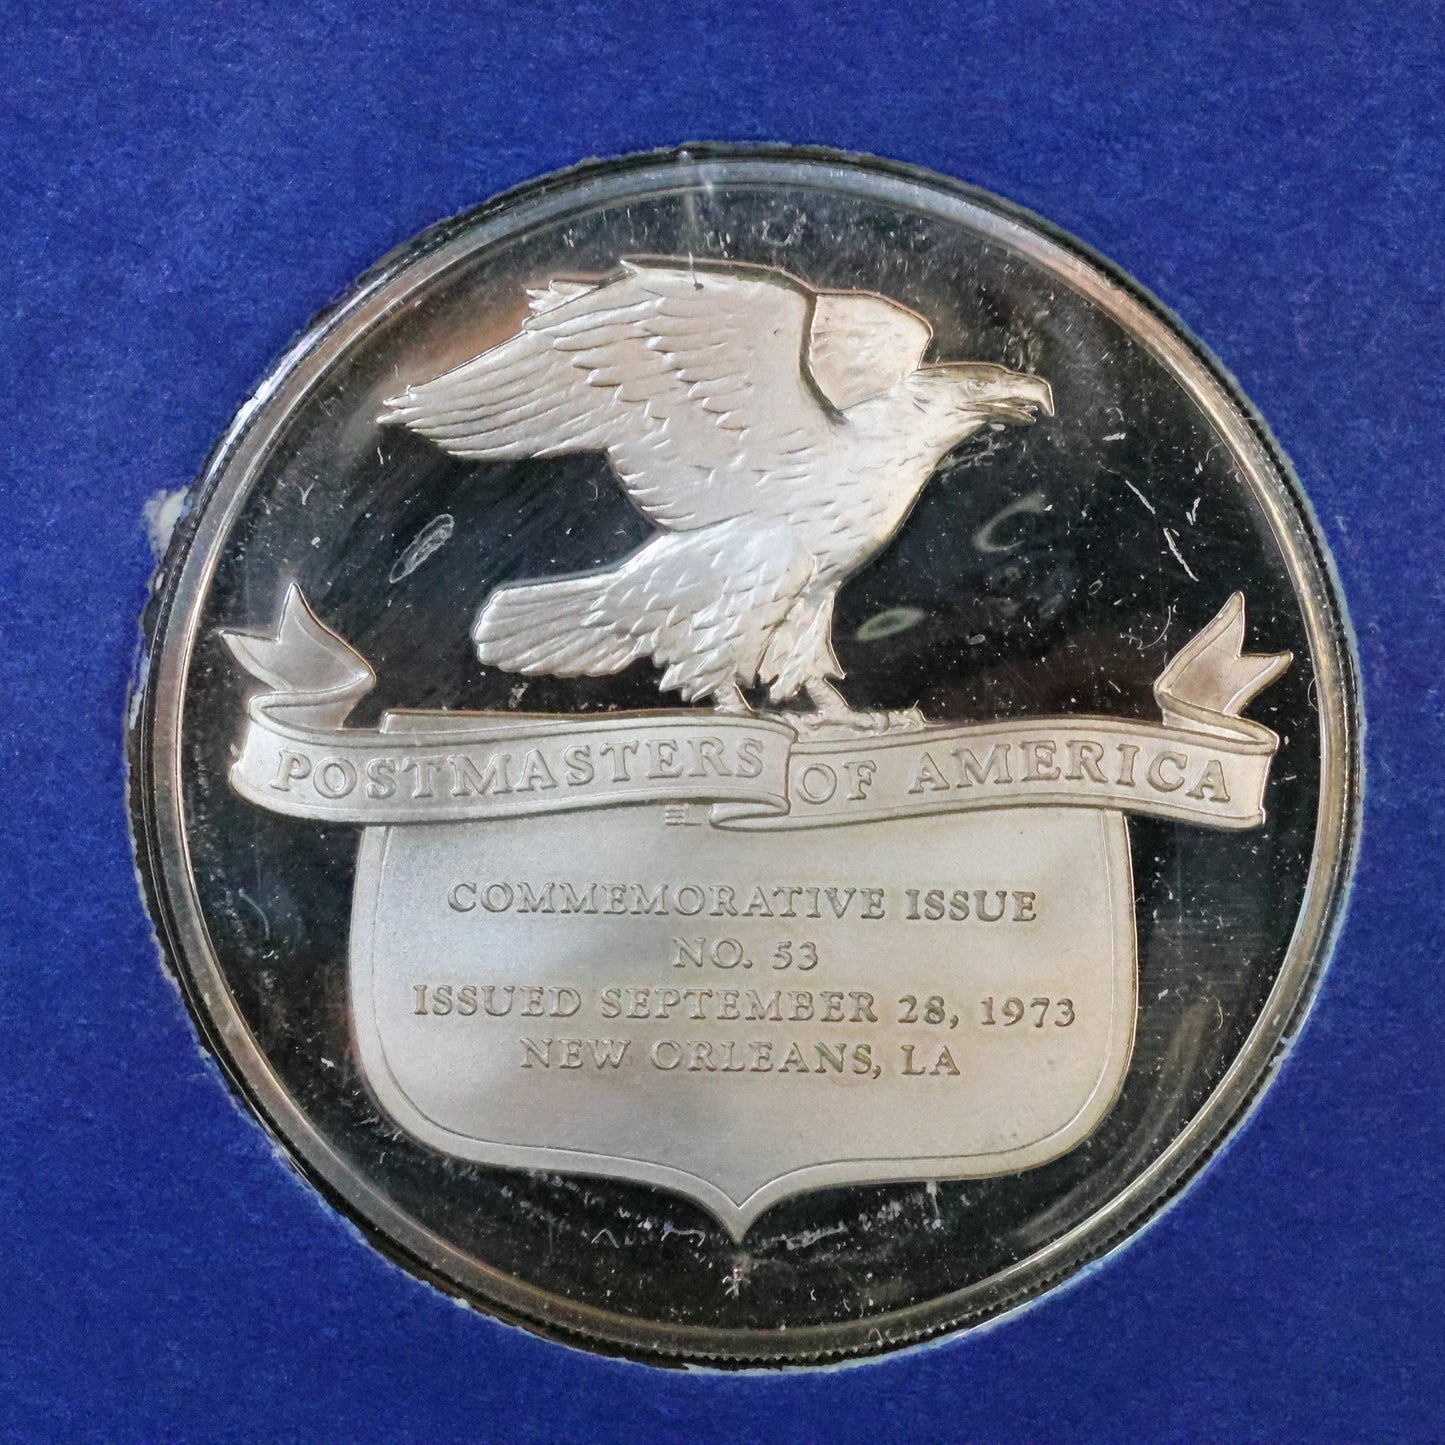 POSTMASTERS OF AMERICA
COMMEMORATIVE ISSUE
NO. 53
ISSUED SEPTEMBER 28, 1973
NEW ORLEANS, LA